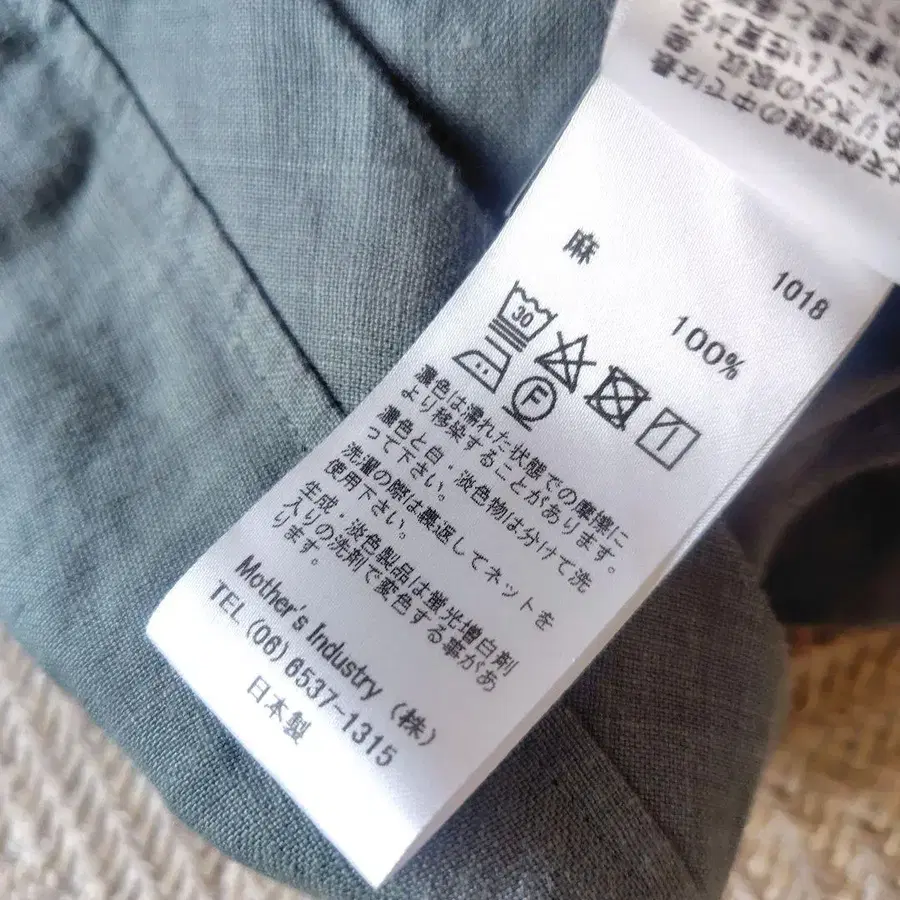 麻 100%
1018
30
F
濃色は濡れた状態での摩擦に
より移染することがあります。
濃色と白・淡色物は分けて洗
って下さい。
洗濯の際は裏返してネットを
使用下さい。
生成・淡色製品は蛍光増白剤
入りの洗剤で変色する事があ
ります。
Mother's Industry (株)
TEL (06) 6537-1315
日本製